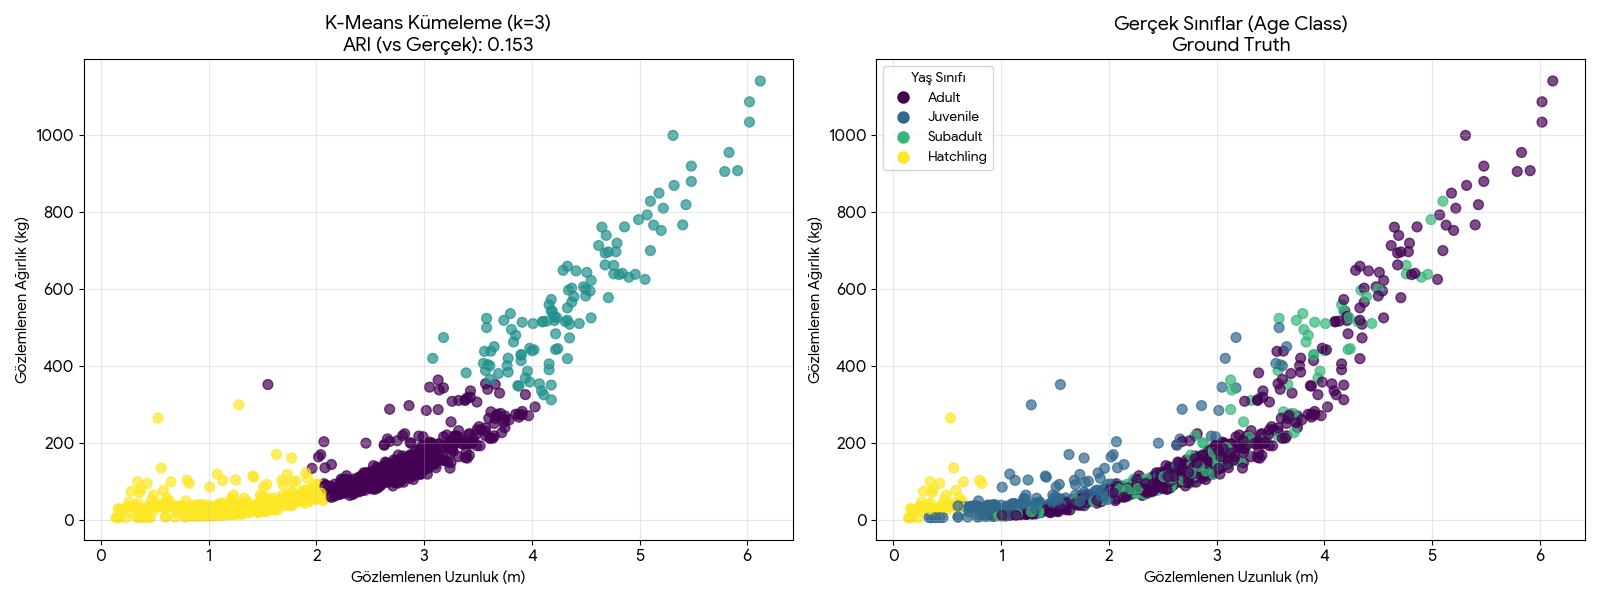 K-Means Kümeleme (k=3)
ARI (vs Gerçek): 0.153
Gözlemlenen Ağırlık (kg)
1000
800
600
400
200
0
0 1 2 3 4 5 6
Gözlemlenen Uzunluk (m)
Gerçek Sınıflar (Age Class)
Ground Truth
Yaş Sınıfı
Adult
Juvenile
Subadult
Hatchling
Gözlemlenen Ağırlık (kg)
1000
800
600
400
200
0
0 1 2 3 4 5 6
Gözlemlenen Uzunluk (m)